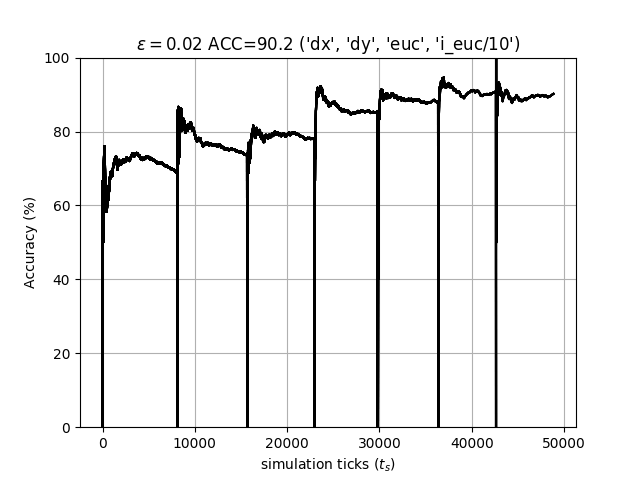 ε = 0.02 ACC=90.2 ('dx', 'dy', 'euc', 'i_euc/10')
100
80
60
40
20
0
Accuracy (%)
0 10000 20000 30000 40000 50000
simulation ticks (tₛ)